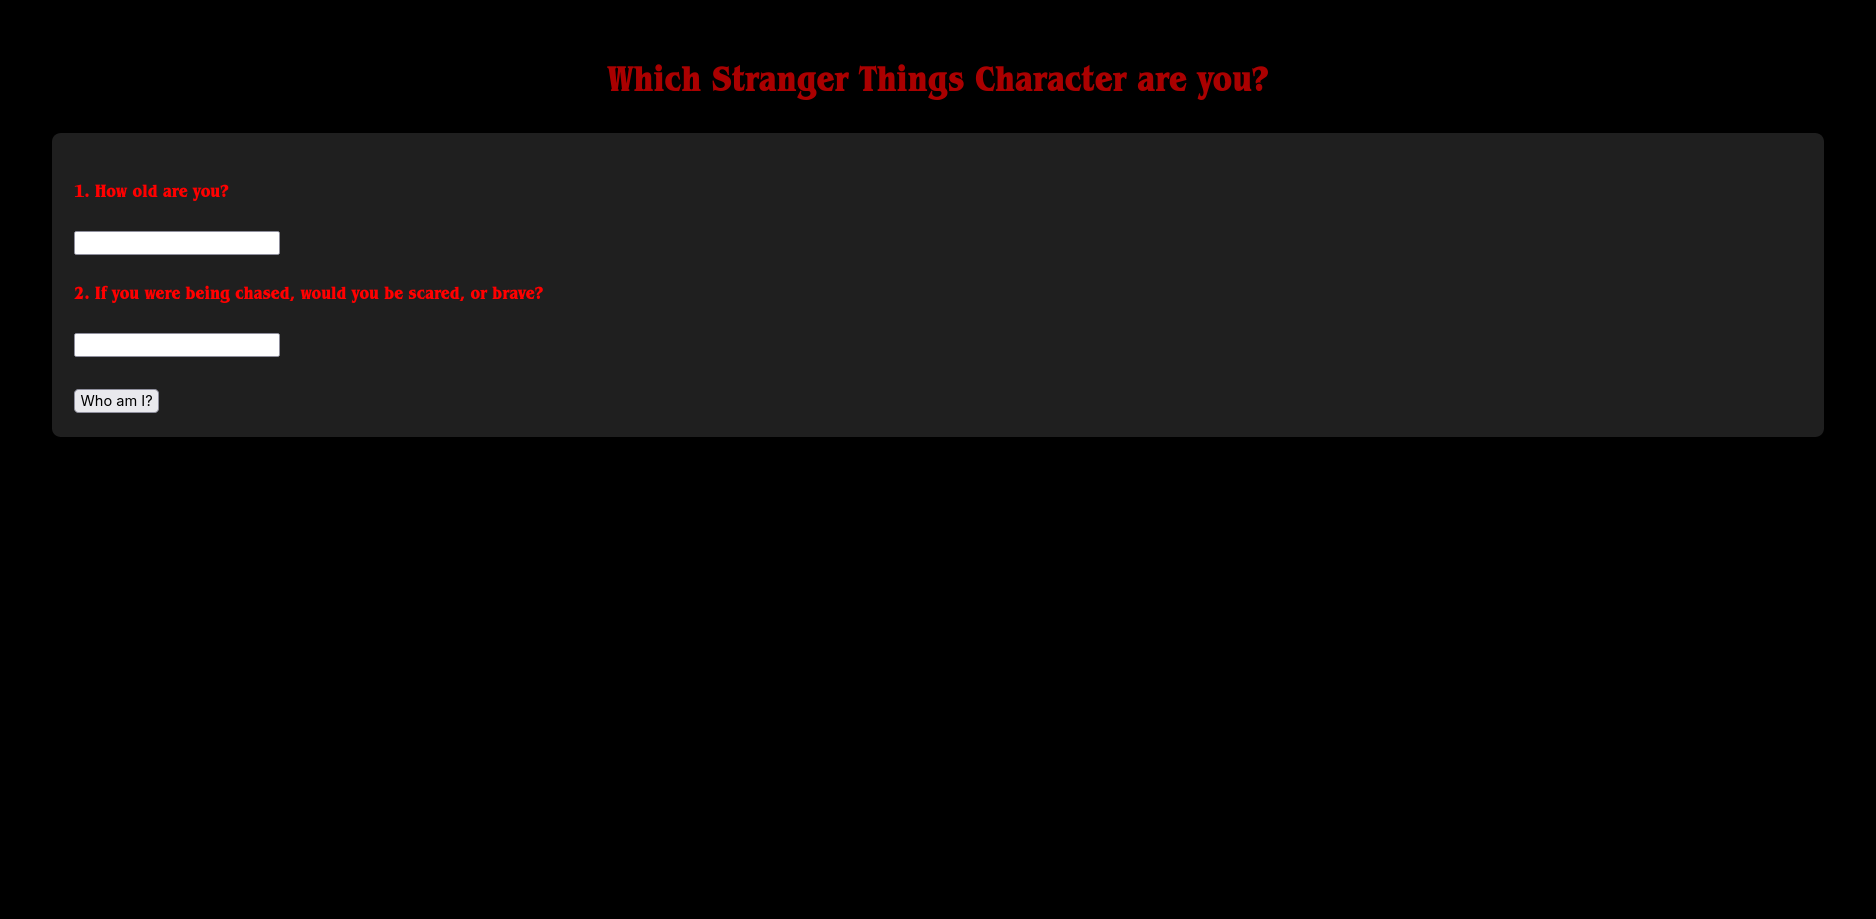 Which Stranger Things Character are you?
1. How old are you?
2. If you were being chased, would you be scared, or brave?
Who am I?